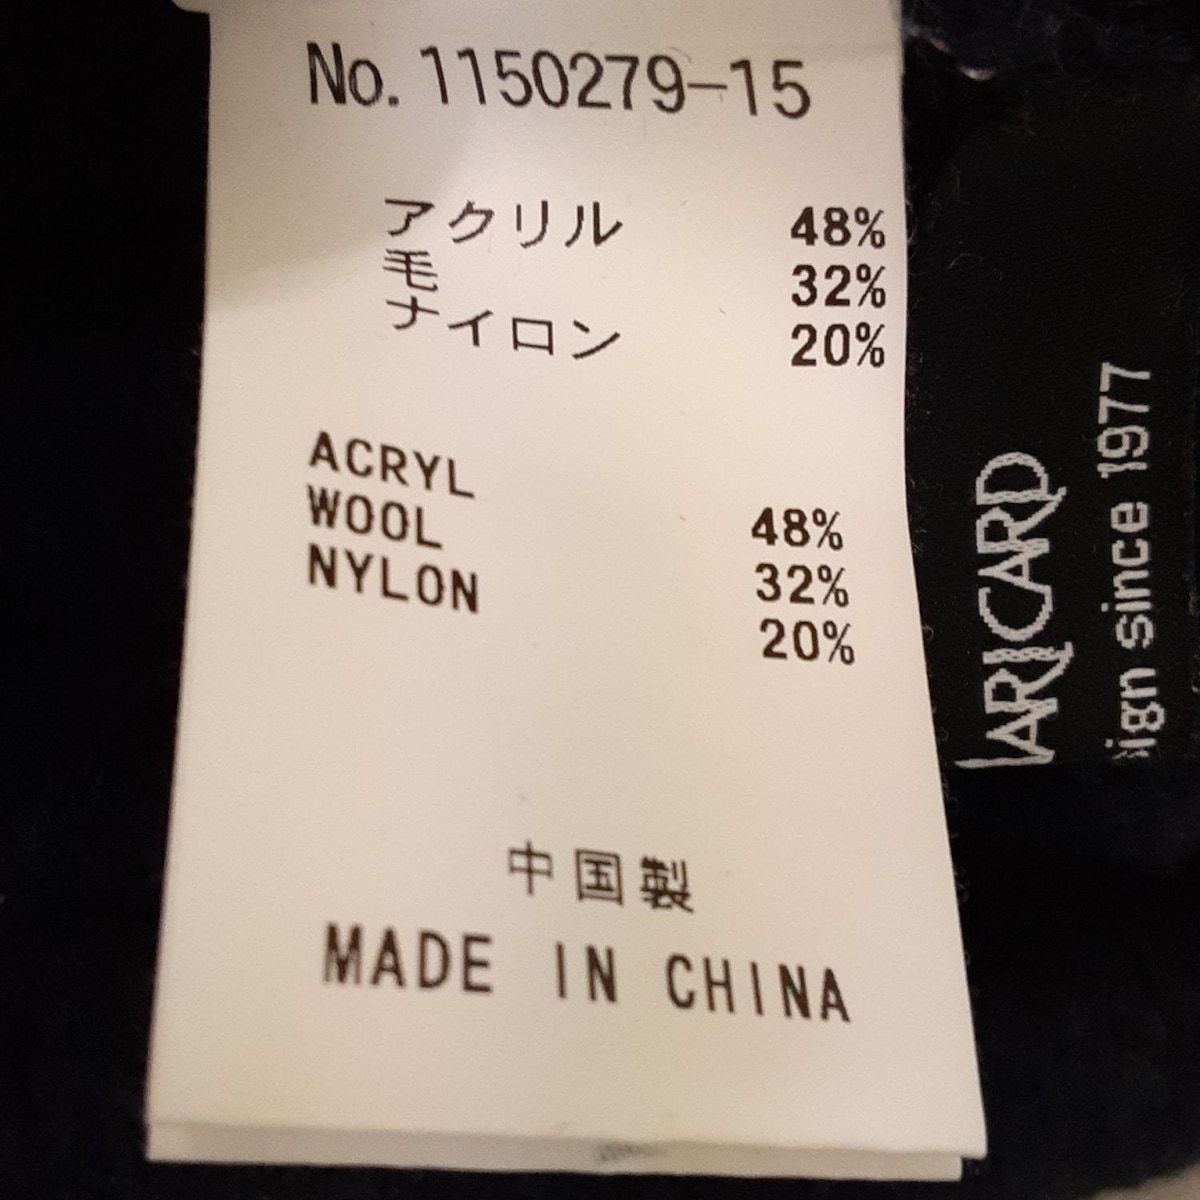 No. 1150279-15
アクリル 48%
毛 32%
ナイロン 20%
ACRYL 48%
WOOL 32%
NYLON 20%
中国製
MADE IN CHINA
ARICARD
ign since 1977